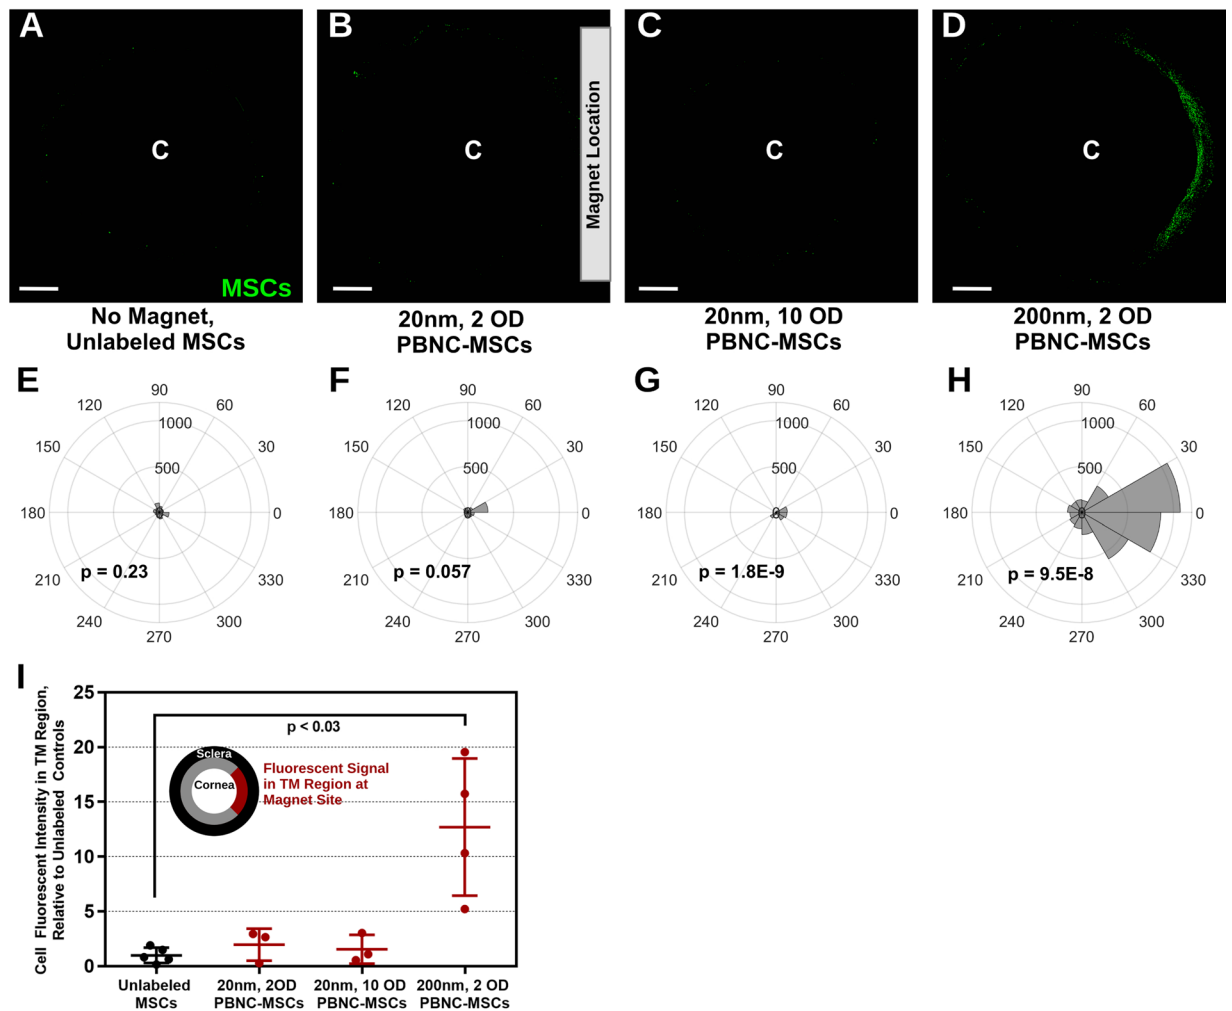 A
B
C
D
C
C
C
C
Magnet Location
MSCs
No Magnet,
Unlabeled MSCs
20nm, 2 OD
PBNC-MSCs
20nm, 10 OD
PBNC-MSCs
200nm, 2 OD
PBNC-MSCs
E
90
120
60
1000
150
30
500
180
0
0
210
330
p = 0.23
240
300
270
F
90
120
60
1000
150
30
500
180
0
0
210
330
p = 0.057
240
300
270
G
90
120
60
1000
150
30
500
180
0
0
210
330
p = 1.8E-9
240
300
270
H
90
120
60
1000
150
30
500
180
0
0
210
330
p = 9.5E-8
240
300
270
I
Cell Fluorescent Intensity in TM Region,
Relative to Unlabeled Controls
25
20
15
10
5
0
p < 0.03
Sclera
Cornea
Fluorescent Signal
in TM Region at
Magnet Site
Unlabeled
MSCs
20nm, 2OD
PBNC-MSCs
20nm, 10 OD
PBNC-MSCs
200nm, 2 OD
PBNC-MSCs